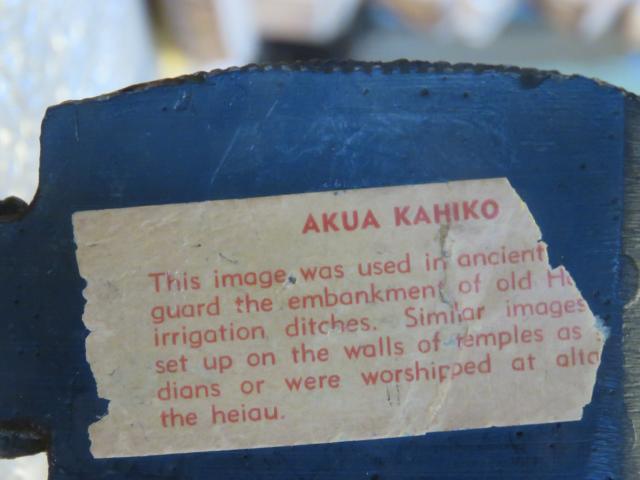 AKUA KAHIKO
This image was used in ancient
guard the embankment of old H
irrigation ditches. Similar images
set up on the walls of temples as
dians or were worshipped at alta
the heiau.